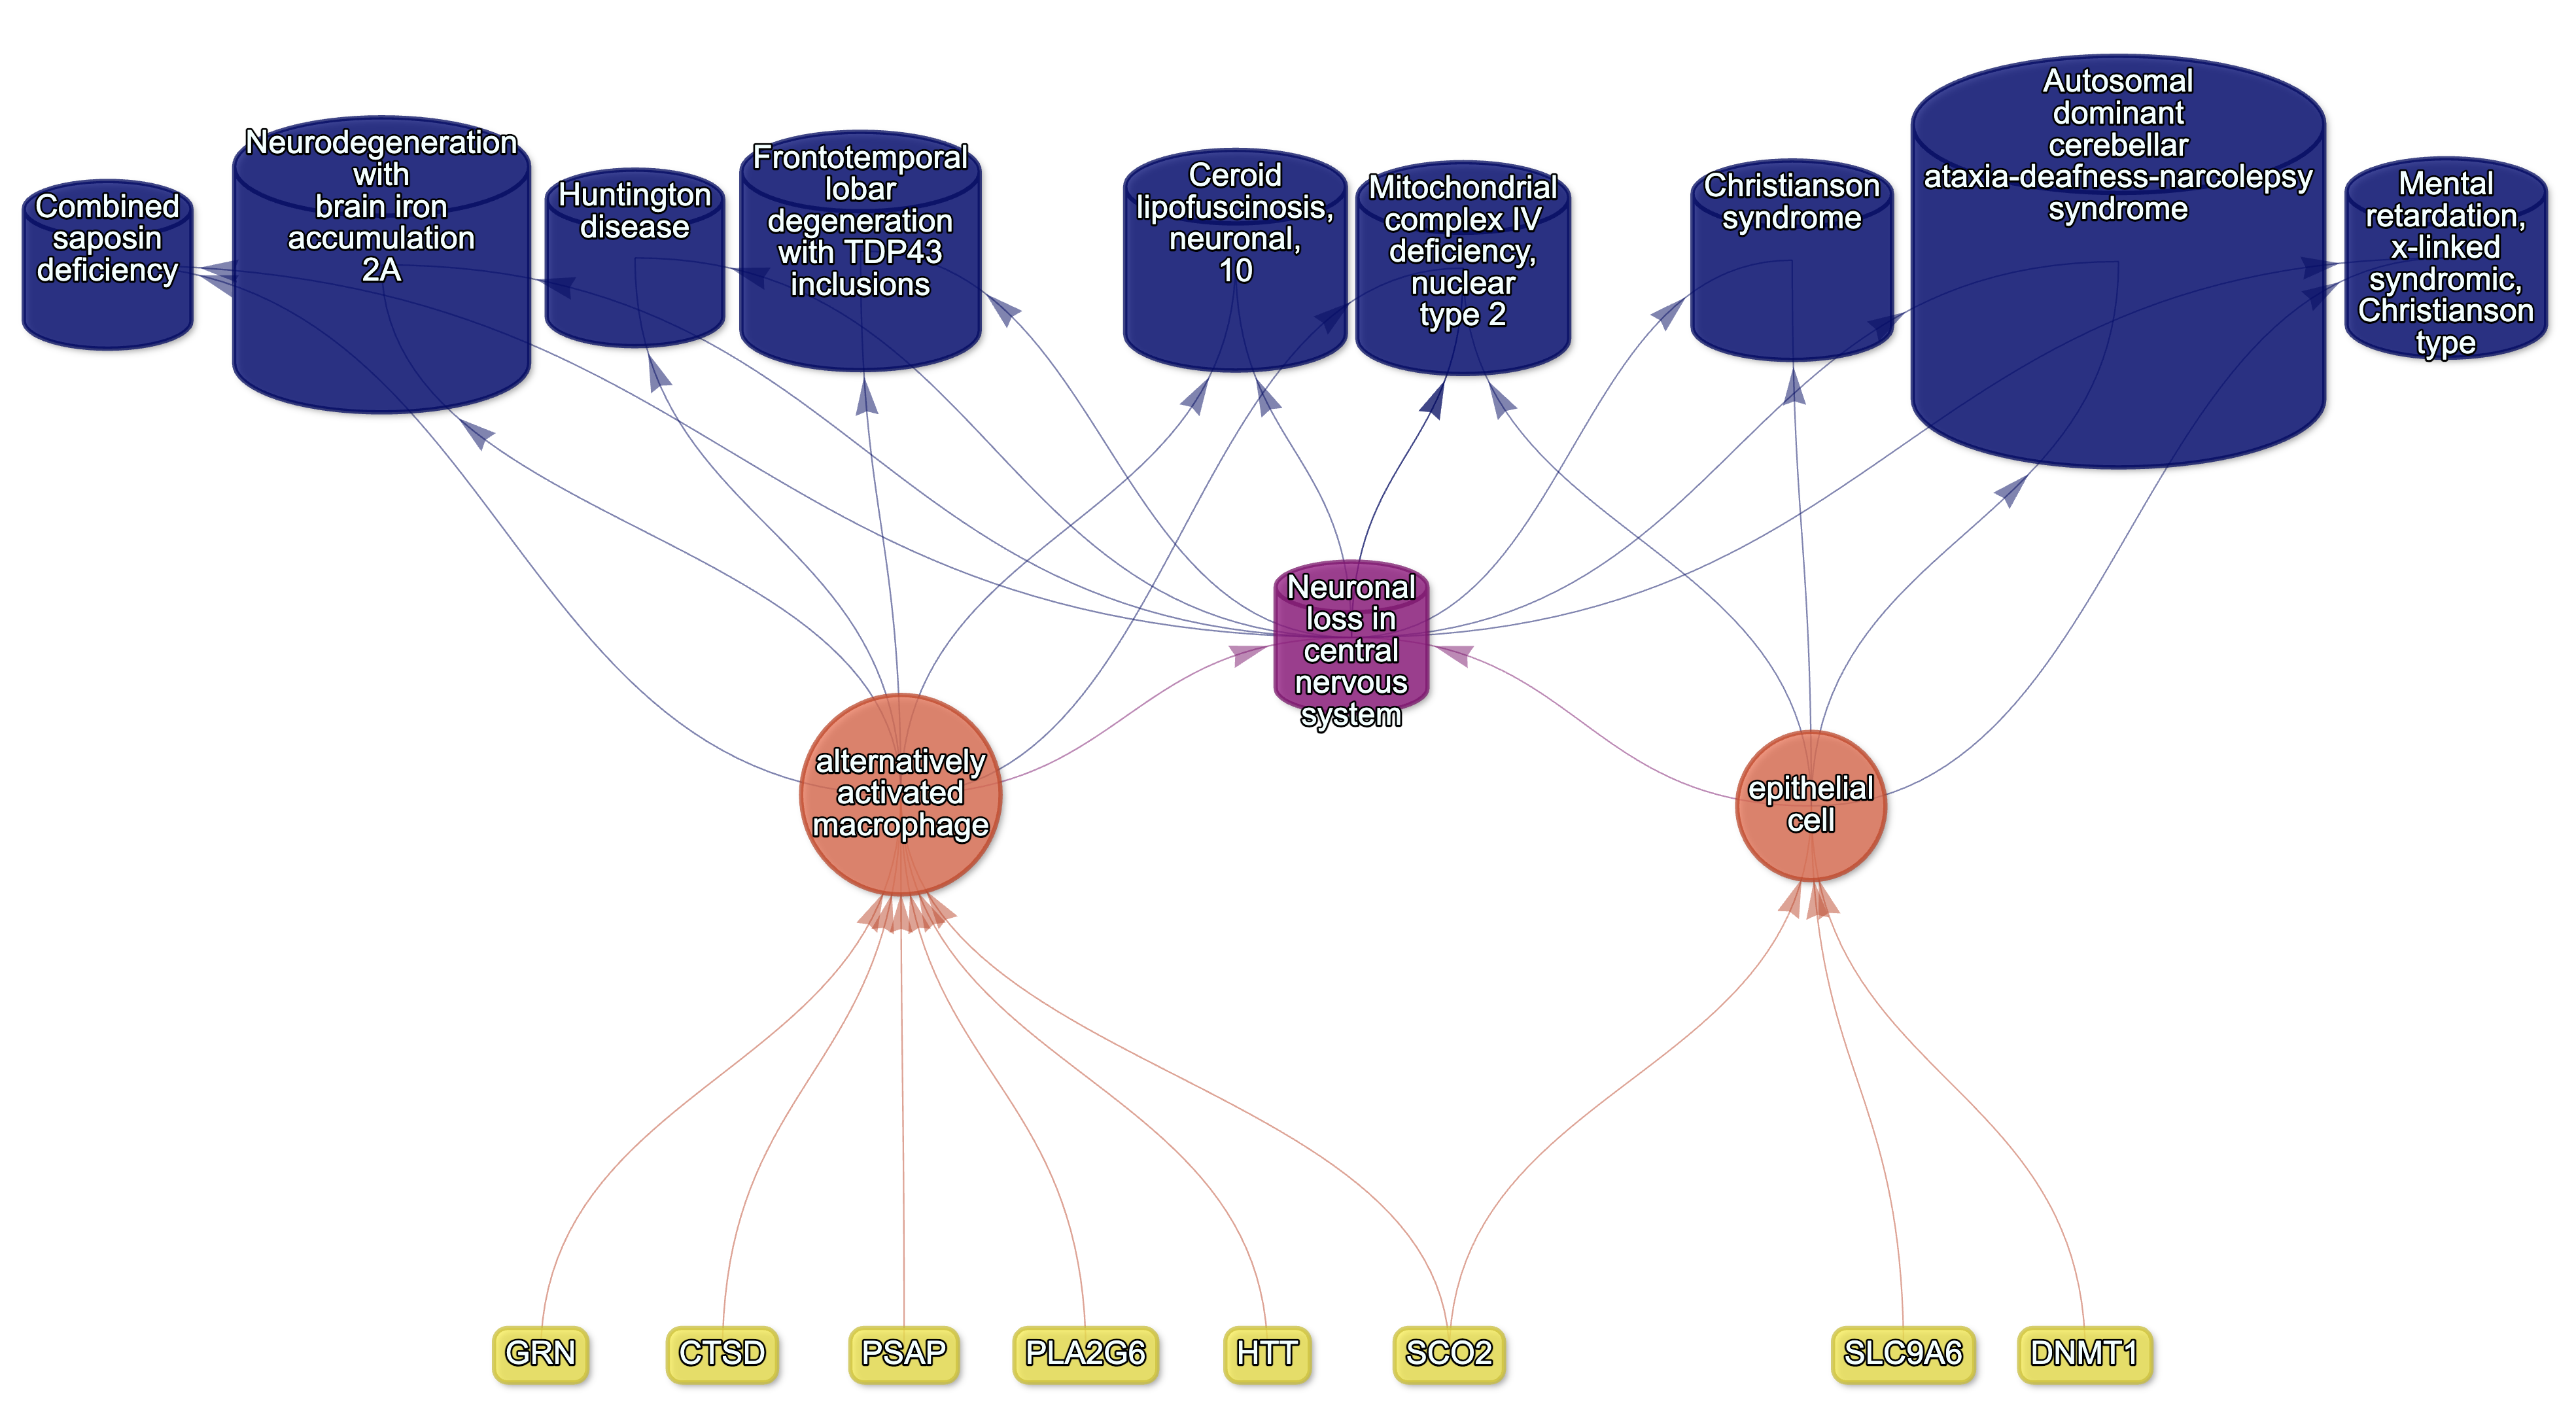 Combined
saposin
deficiency
Neurodegeneration
with
brain iron
accumulation
2A
Huntington
disease
Frontotemporal
lobar
degeneration
with TDP43
inclusions
Ceroid
lipofuscinosis,
neuronal,
10
Mitochondrial
complex IV
deficiency,
nuclear
type 2
Christianson
syndrome
Autosomal
dominant
cerebellar
ataxia-deafness-narcolepsy
syndrome
Mental
retardation,
x-linked
syndromic,
Christianson
type
Neuronal
loss in
central
nervous
system
alternatively
activated
macrophage
epithelial
cell
GRN
CTSD
PSAP
PLA2G6
HTT
SCO2
SLC9A6
DNMT1